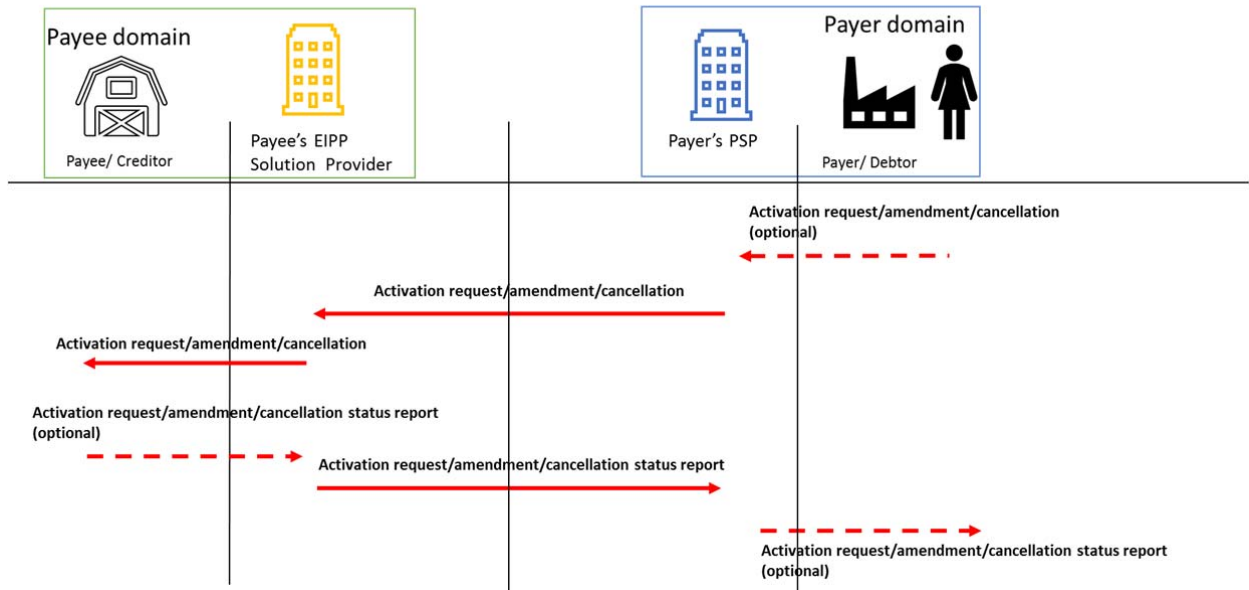 Payee domain
Payer domain
Payee/ Creditor
Payee's EIPP
Solution Provider
Payer's PSP
Payer/ Debtor
Activation request/amendment/cancellation
(optional)
Activation request/amendment/cancellation
Activation request/amendment/cancellation
Activation request/amendment/cancellation status report
(optional)
Activation request/amendment/cancellation status report
Activation request/amendment/cancellation status report
(optional)